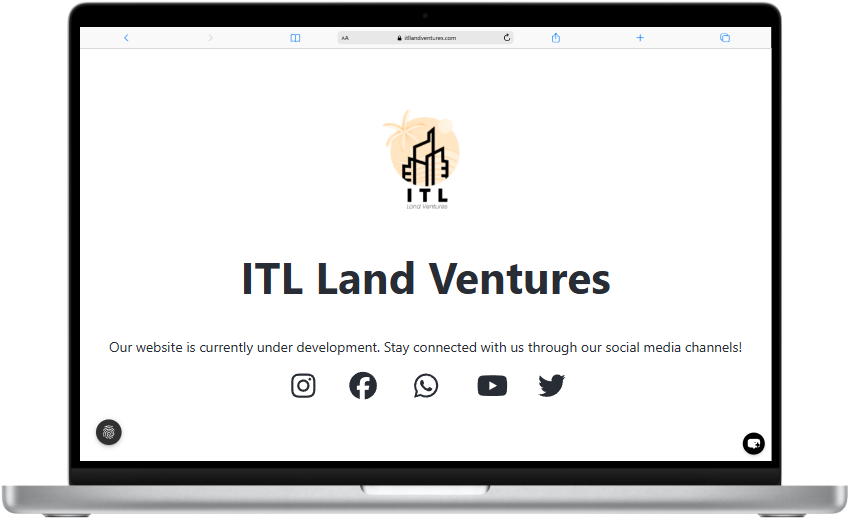 AA
itllandventures.com
ITL
Land Ventures
ITL Land Ventures
Our website is currently under development. Stay connected with us through our social media channels!